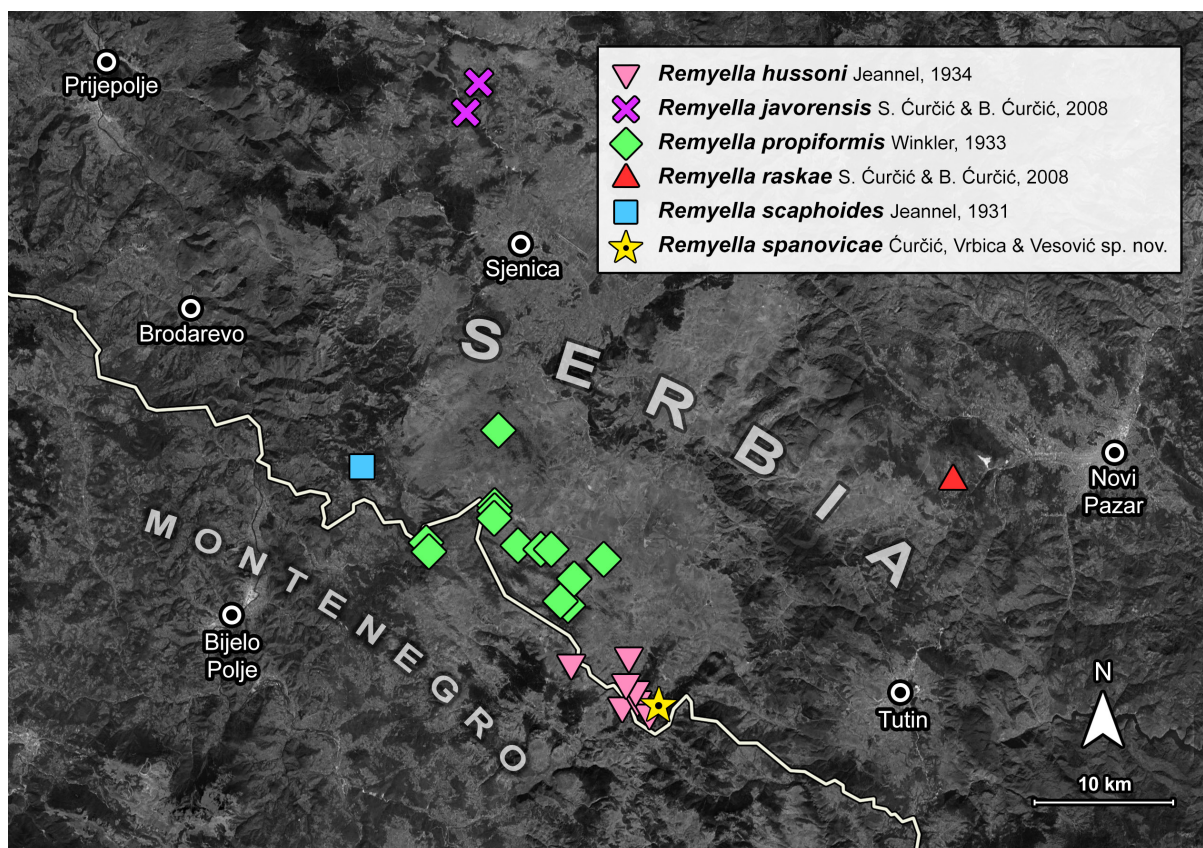 Prijepolje
Remyella hussoni Jeannel, 1934
Remyella javorensis S. Ćurčić & B. Ćurčić, 2008
Remyella propiformis Winkler, 1933
Remyella raskae S. Ćurčić & B. Ćurčić, 2008
Remyella scaphoides Jeannel, 1931
Remyella spanovicae Ćurčić, Vrbica & Vesović sp. nov.
Sjenica
Brodarevo
SERBIA
Novi
Pazar
MONTENEGRO
Bijelo
Polje
Tutin
N
10 km